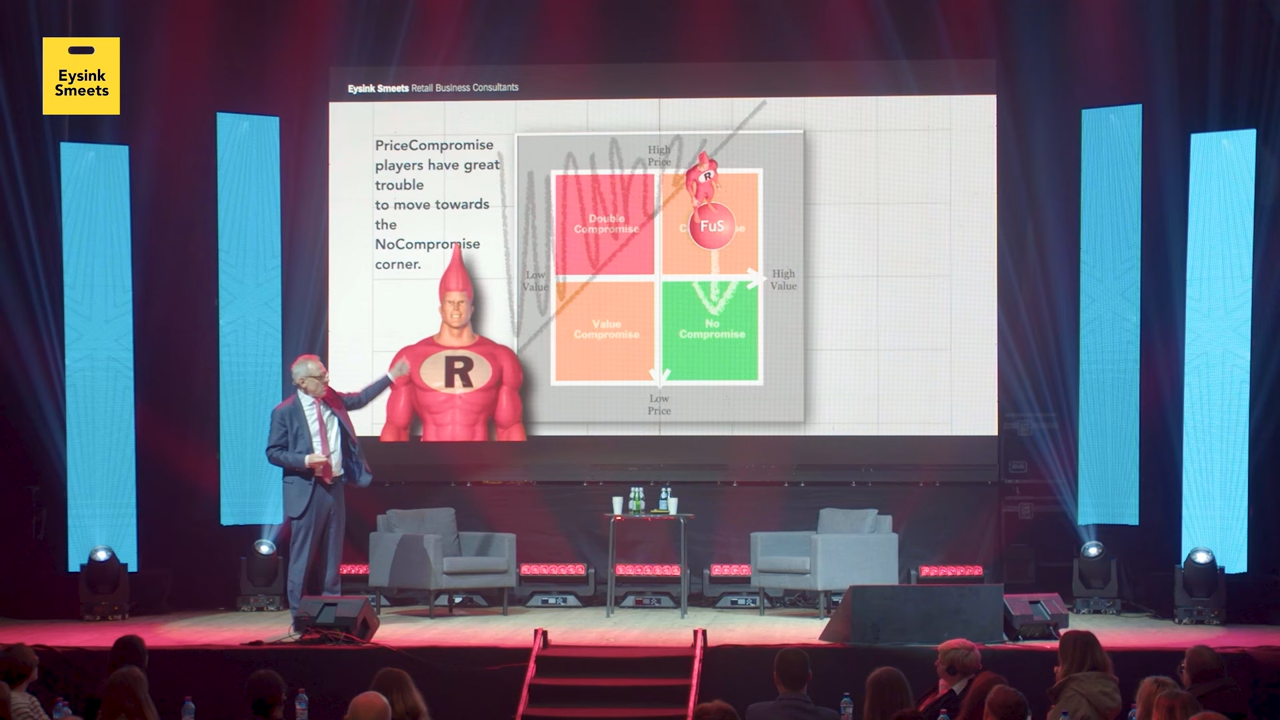 Eysink
Smeets
Eysink Smeets Retail Business Consultants
PriceCompromise
players have great
trouble
to move towards
the
NoCompromise
corner.
R
High
Price
R
Double
Compromise
FuS
Low
Value
High
Value
Value
Compromise
No
Compromise
Low
Price